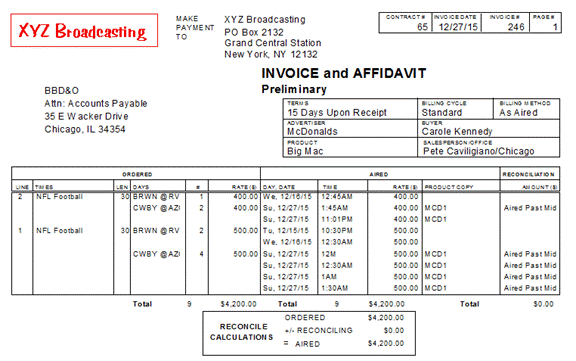 XYZ Broadcasting
MAKE PAYMENT TO
XYZ Broadcasting
PO Box 2132
Grand Central Station
New York, NY 12132
CONTRACT# INVOICE DATE INVOICE# PAGE#
65 12/27/15 246 1
INVOICE and AFFIDAVIT
Preliminary
BBD&O
Attn: Accounts Payable
35 E Wacker Drive
Chicago, IL 34354
TERMS BILLING CYCLE BILLING METHOD
15 Days Upon Receipt Standard As Aired
ADVERTISER BUYER
McDonalds Carole Kennedy
PRODUCT SALESPERSON/OFFICE
Big Mac Pete Caviligiano/Chicago
ORDERED AIRED RECONCILIATION
LINE TIMES LEN DAYS # RATE($) DAY, DATE TIME RATE($) PRODUCT COPY AMOUNT($)
2 NFL Football 30 BRWN @RV 1 400.00 We, 12/16/15 12:45AM 400.00
CWBY @AZ 2 400.00 Su, 12/27/15 1:45AM 400.00 MCD1 Aired Past Mid
Su, 12/27/15 11:01PM 400.00 MCD1
1 NFL Football 30 BRWN @RV 2 500.00 Tu, 12/15/15 10:30PM 500.00
We, 12/16/15 12:30AM 500.00
CWBY @AZ 4 500.00 Su, 12/27/15 12M 500.00 MCD1 Aired Past Mid
Su, 12/27/15 12:30AM 500.00 MCD1 Aired Past Mid
Su, 12/27/15 1AM 500.00 MCD1 Aired Past Mid
Su, 12/27/15 1:30AM 500.00 MCD1 Aired Past Mid
Total 9 $4,200.00 Total 9 $4,200.00 Total $0.00
RECONCILE CALCULATIONS
ORDERED $4,200.00
+/- RECONCILING $0.00
= AIRED $4,200.00